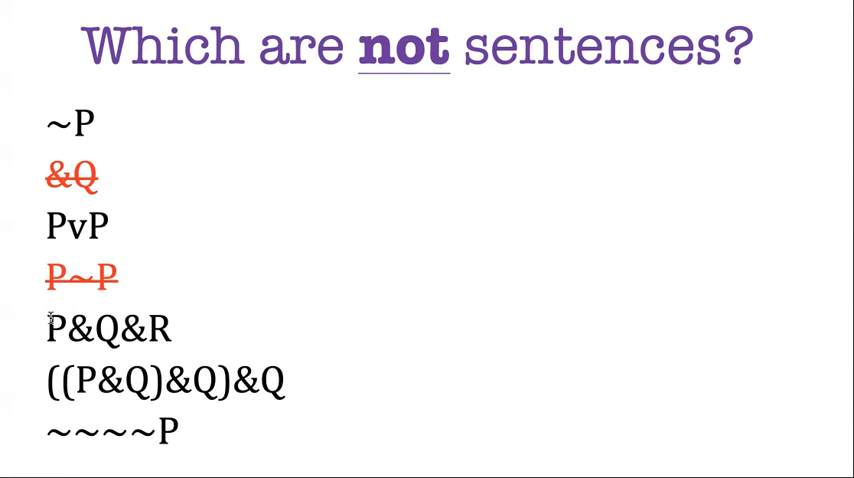 Which are not sentences?
~P
&Q
PvP
P~P
P&Q&R
((P&Q)&Q)&Q
~~~~P